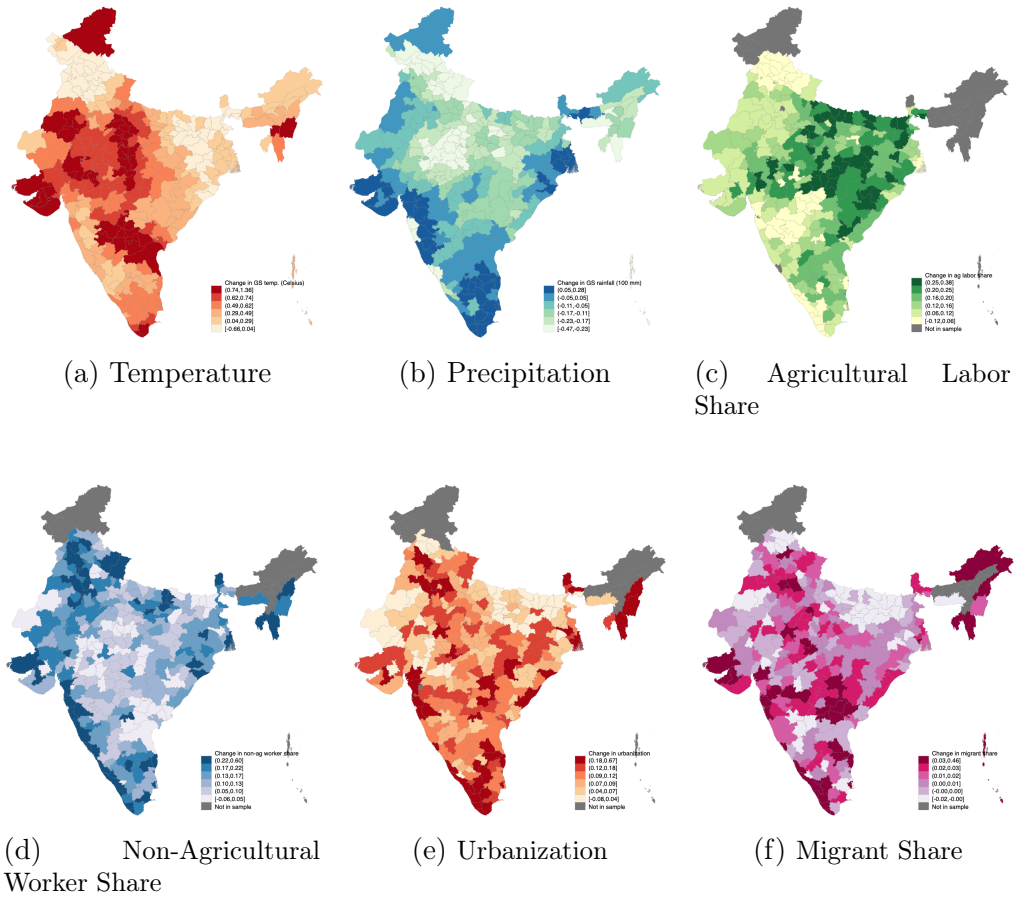 Change in GS temp. (Celsius)
(0.74,1.36]
(0.62,0.74]
(0.49,0.62]
(0.29,0.49]
(0.04,0.29]
[-0.66,0.04]
(a) Temperature
Change in GS rainfall (100 mm)
(0.05,0.28]
(-0.05,0.05]
(-0.11,-0.05]
(-0.17,-0.11]
(-0.23,-0.17]
[-0.47,-0.23]
(b) Precipitation
Change in ag labor share
(0.25,0.38]
(0.20,0.25]
(0.16,0.20]
(0.12,0.16]
(0.06,0.12]
[-0.12,0.06]
Not in sample
(c) Agricultural Labor
Share
Change in non-ag worker share
(0.22,0.60]
(0.17,0.22]
(0.13,0.17]
(0.10,0.13]
(0.05,0.10]
[-0.06,0.05]
Not in sample
(d) Non-Agricultural
Worker Share
Change in urbanization
(0.18,0.67]
(0.12,0.18]
(0.09,0.12]
(0.07,0.09]
(0.04,0.07]
[-0.08,0.04]
Not in sample
(e) Urbanization
Change in migrant share
(0.03,0.46]
(0.02,0.03]
(0.01,0.02]
(0.00,0.01]
(-0.00,0.00]
[-0.02,-0.00]
Not in sample
(f) Migrant Share